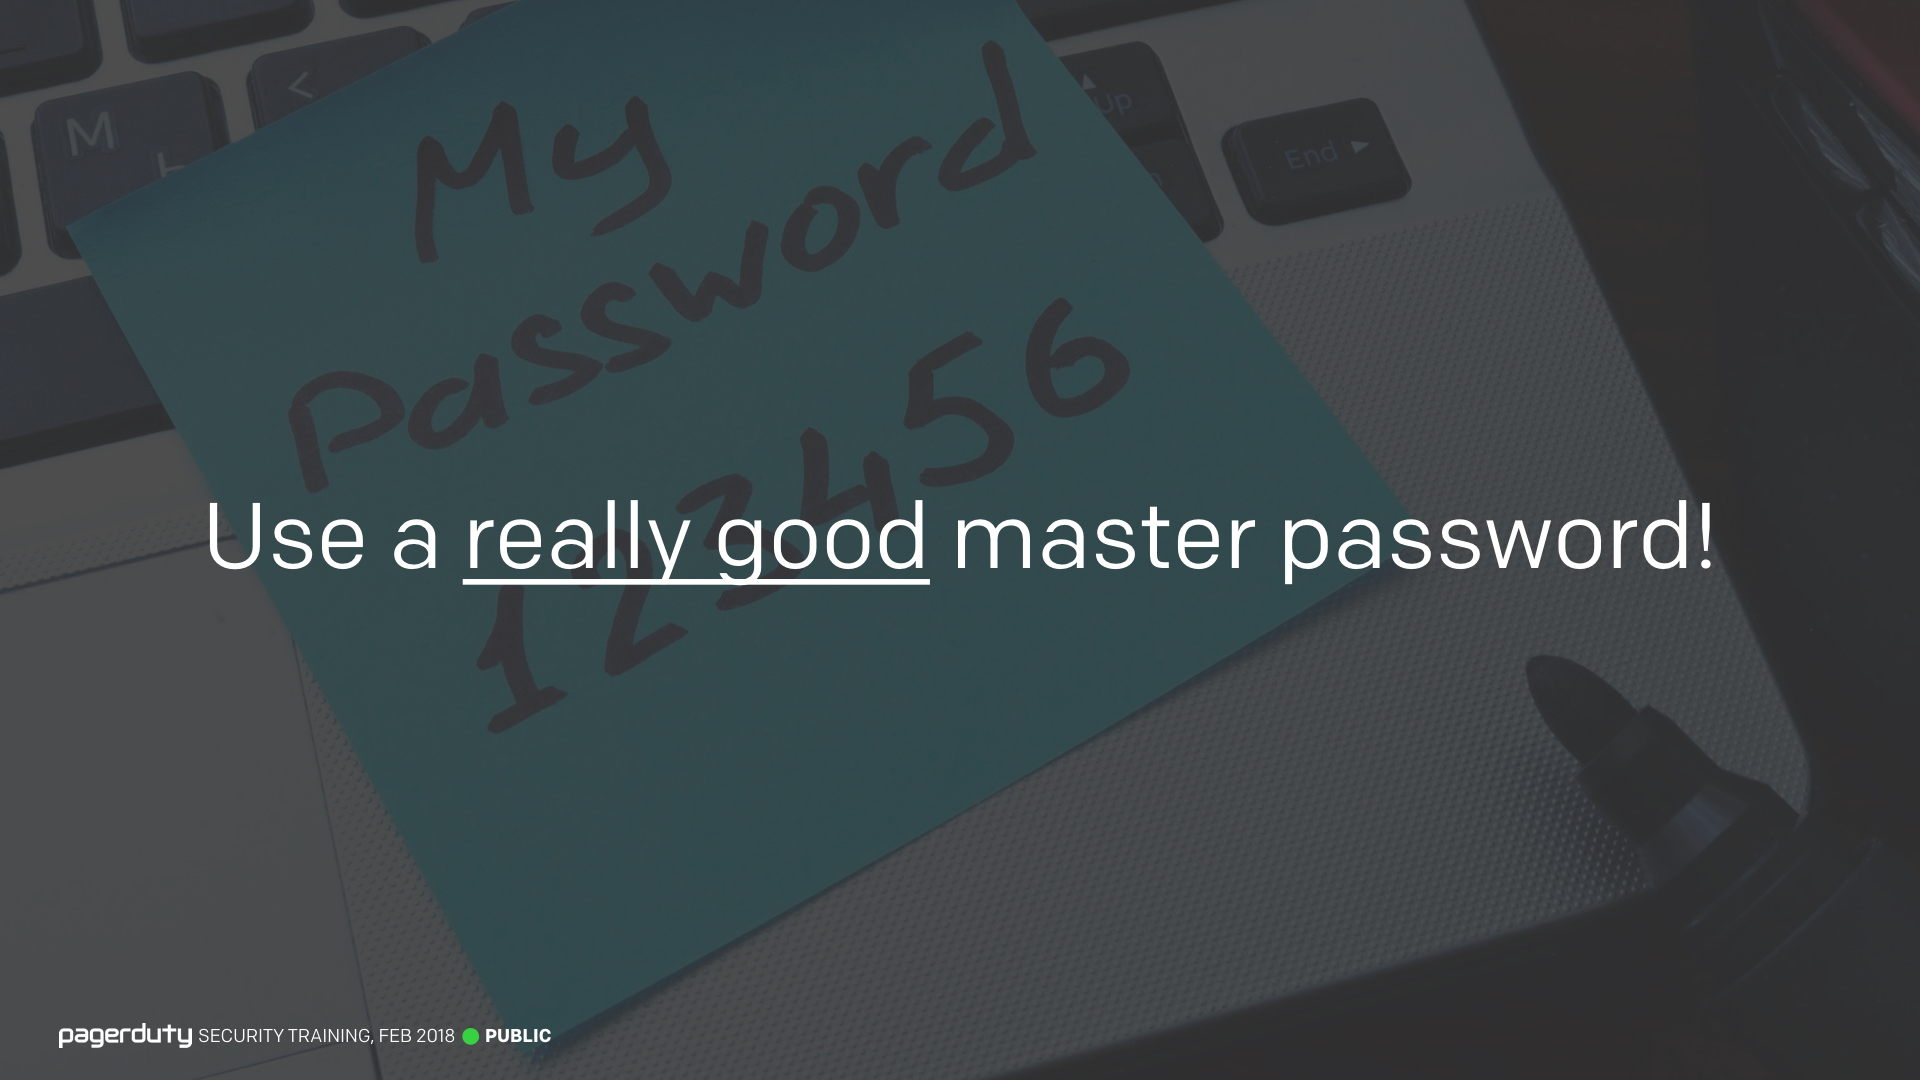 M
Ь
<
Up
End ▶
My
Password
123456
Use a really good master password!
pagerduty SECURITY TRAINING, FEB 2018 PUBLIC